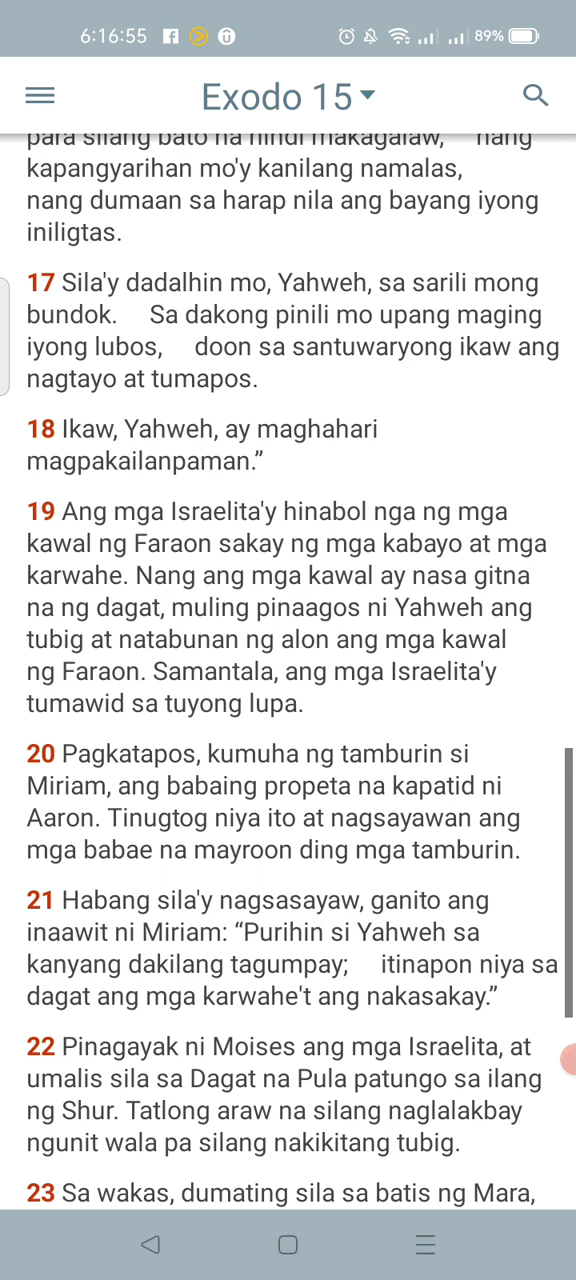 6:16:55
89%
Exodo 15
para silang bato na hindi makagalaw, nang
kapangyarihan mo'y kanilang namalas,
nang dumaan sa harap nila ang bayang iyong
iniligtas.
17 Sila'y dadalhin mo, Yahweh, sa sarili mong
bundok. Sa dakong pinili mo upang maging
iyong lubos, doon sa santuwaryong ikaw ang
nagtayo at tumapos.
18 Ikaw, Yahweh, ay maghahari
magpakailanpaman.”
19 Ang mga Israelita'y hinabol nga ng mga
kawal ng Faraon sakay ng mga kabayo at mga
karwahe. Nang ang mga kawal ay nasa gitna
na ng dagat, muling pinaagos ni Yahweh ang
tubig at natabunan ng alon ang mga kawal
ng Faraon. Samantala, ang mga Israelita'y
tumawid sa tuyong lupa.
20 Pagkatapos, kumuha ng tamburin si
Miriam, ang babaing propeta na kapatid ni
Aaron. Tinugtog niya ito at nagsayawan ang
mga babae na mayroon ding mga tamburin.
21 Habang sila'y nagsasayaw, ganito ang
inaawit ni Miriam: “Purihin si Yahweh sa
kanyang dakilang tagumpay; itinapon niya sa
dagat ang mga karwahe't ang nakasakay.”
22 Pinagayak ni Moises ang mga Israelita, at
umalis sila sa Dagat na Pula patungo sa ilang
ng Shur. Tatlong araw na silang naglalakbay
ngunit wala pa silang nakikitang tubig.
23 Sa wakas, dumating sila sa batis ng Mara,